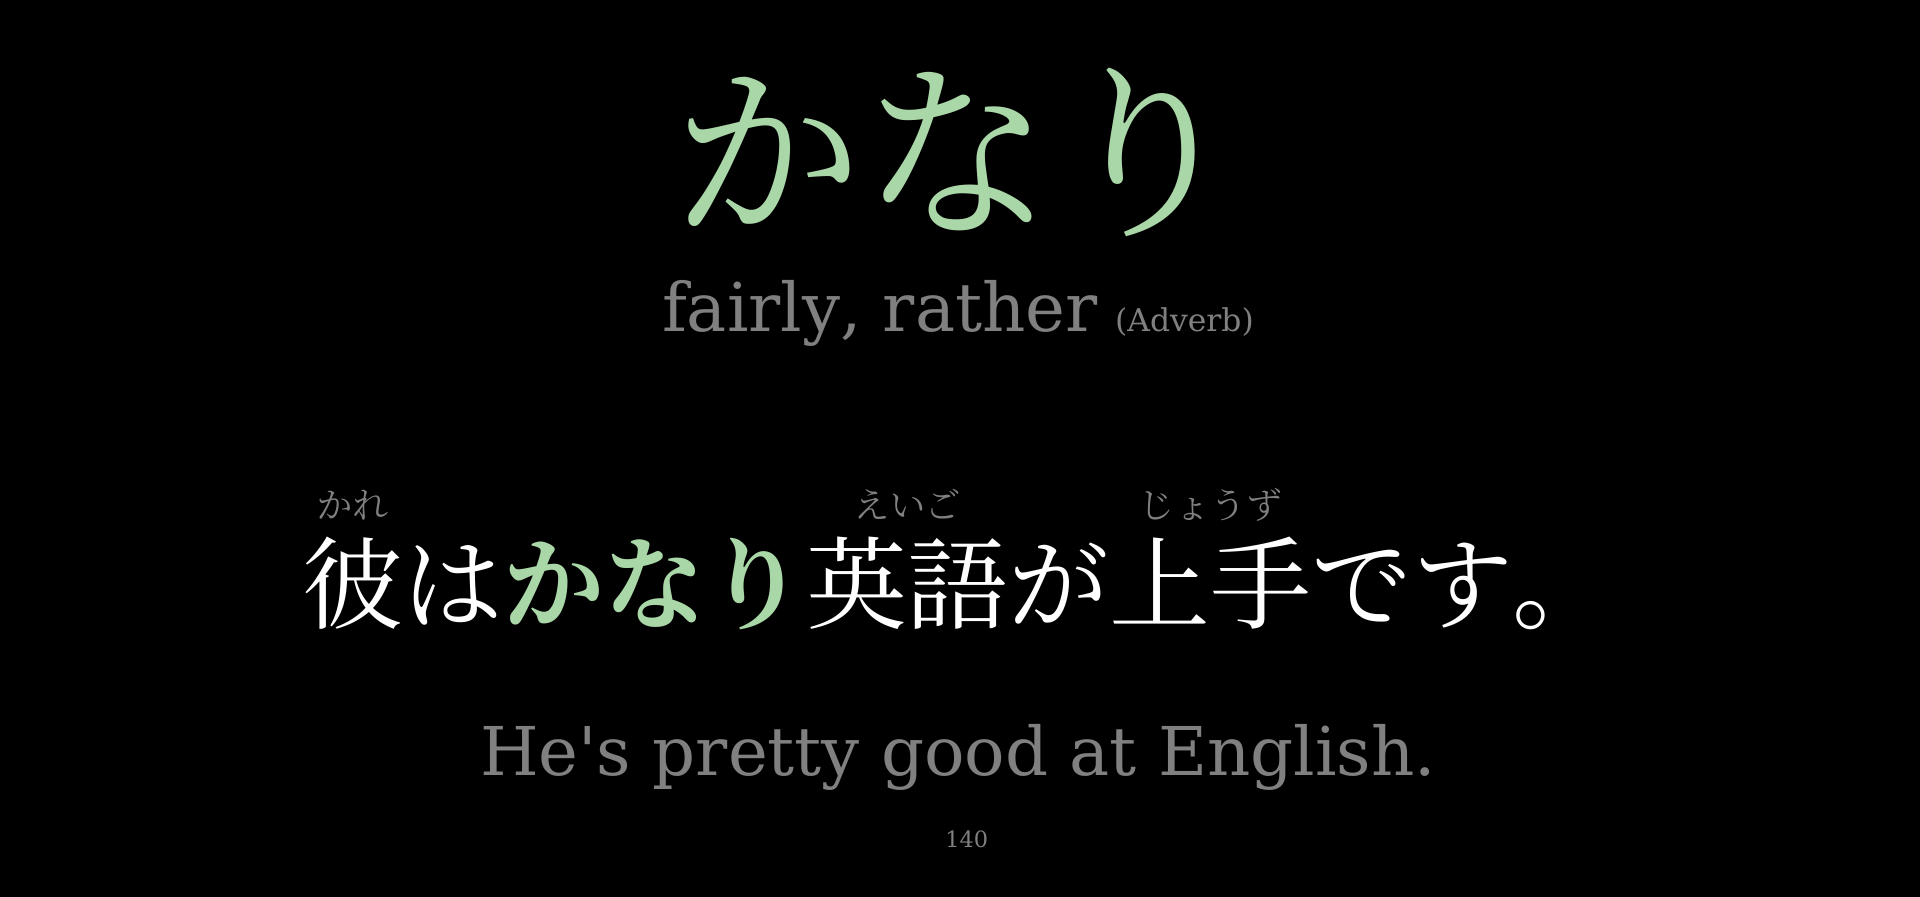 かなり
fairly, rather (Adverb)
かれ えいご じょうず
彼はかなり英語が上手です。
He's pretty good at English.
140